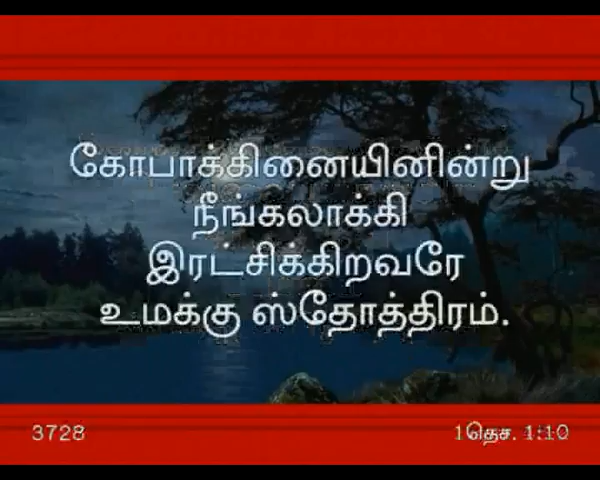 கோபாக்கினையினின்று
நீங்கலாக்கி
இரட்சிக்கிறவரே
உமக்கு ஸ்தோத்திரம்.
3728
1தெச. 1:10